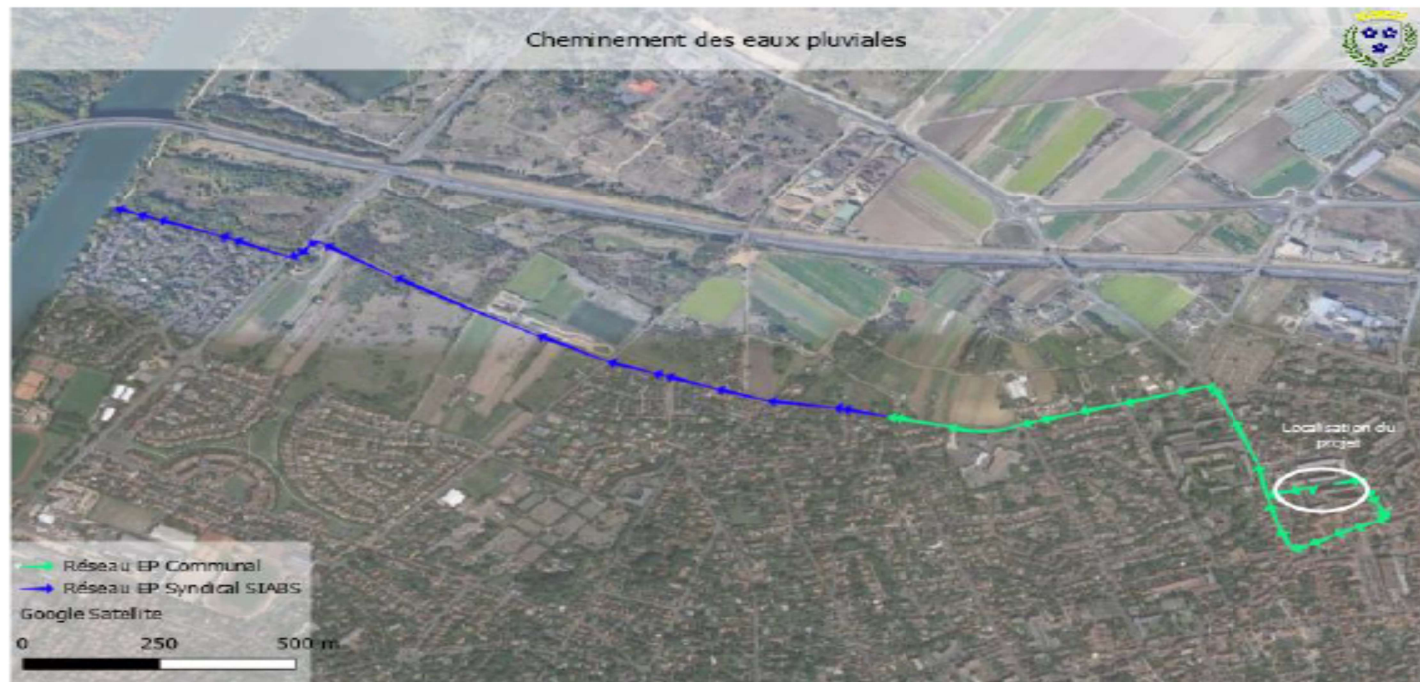 Cheminement des eaux pluviales
Localisation du
projet
Réseau EP Communal
Réseau EP Syndical SIABS
Google Satellite
0 250 500 m